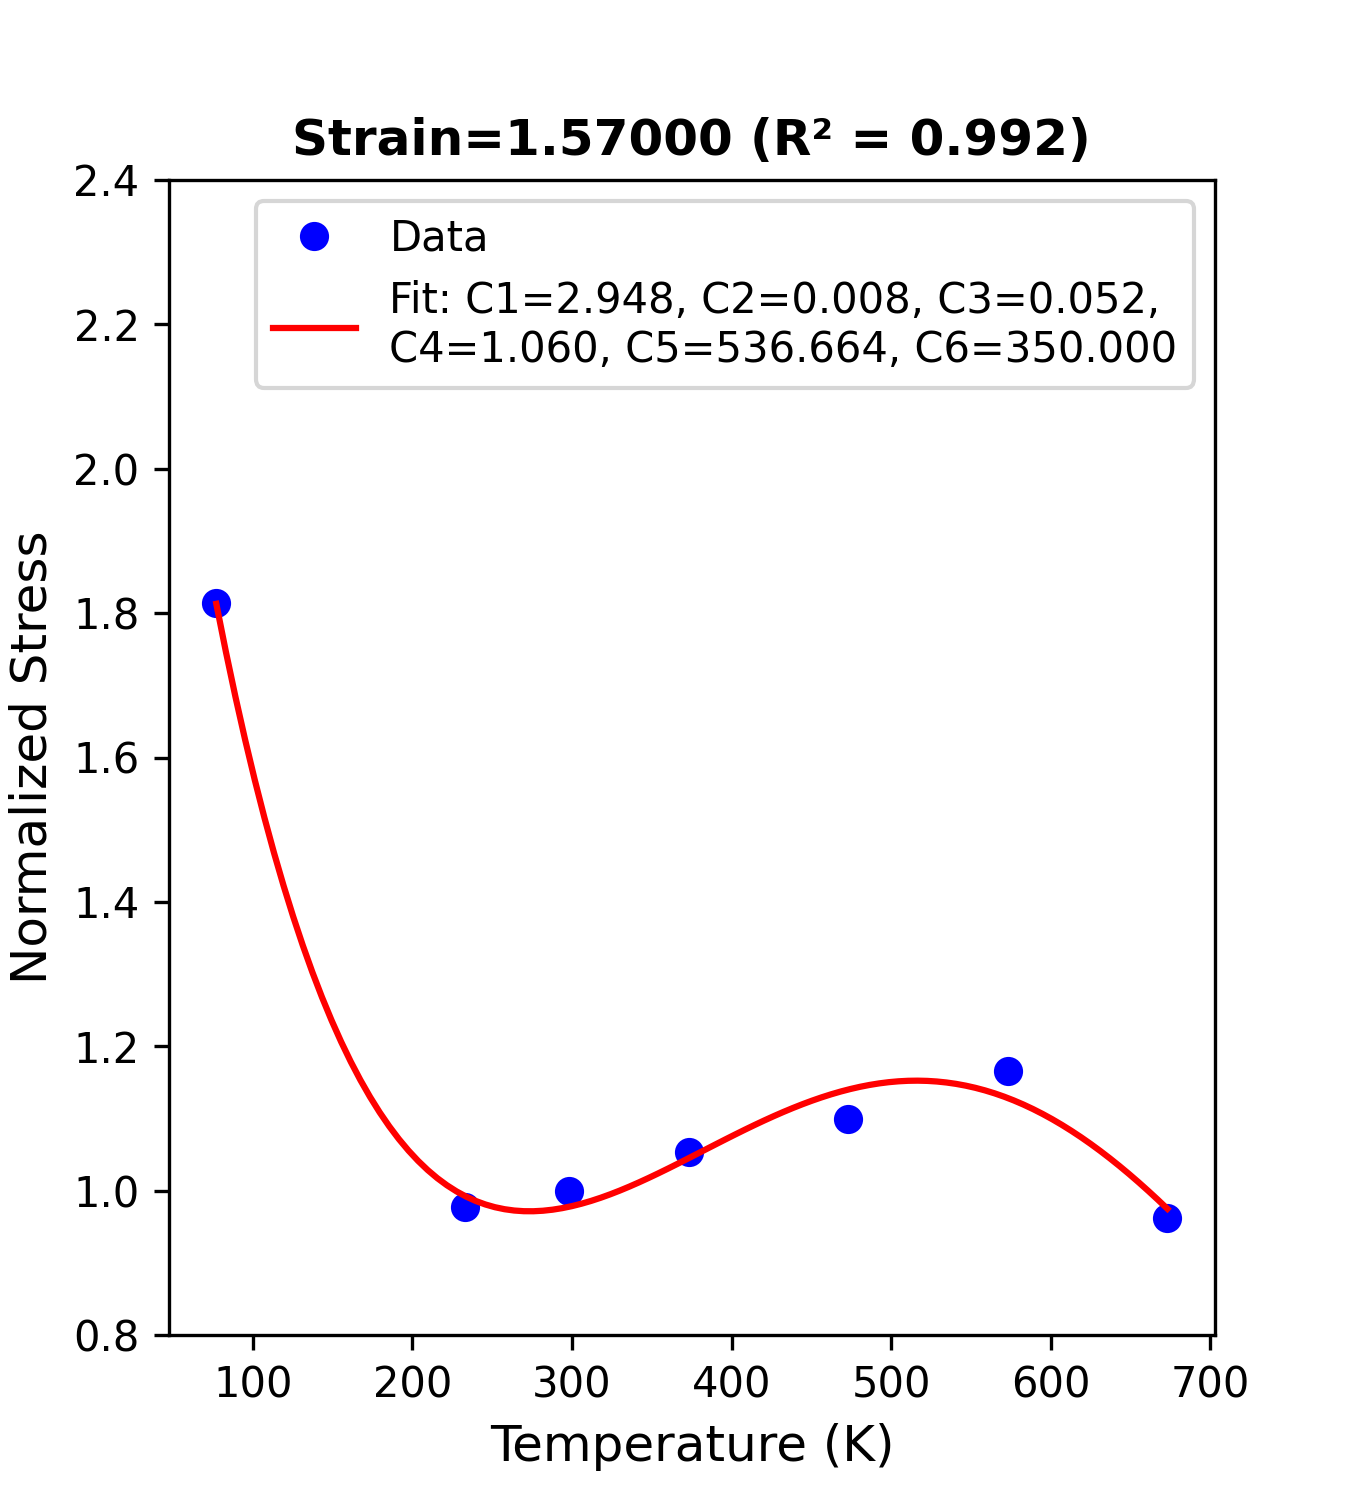 Strain=1.57000 (R² = 0.992)
Data
Fit: C1=2.948, C2=0.008, C3=0.052,
C4=1.060, C5=536.664, C6=350.000
2.4
2.2
2.0
1.8
1.6
1.4
1.2
1.0
0.8
Normalized Stress
100 200 300 400 500 600 700
Temperature (K)